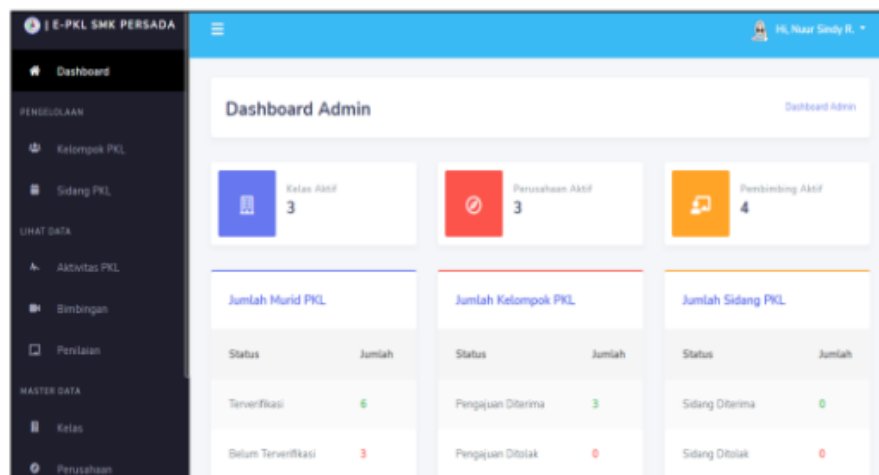 | E-PKL SMK PERSADA
Hi, Nuur Sindy R.
Dashboard
PENGELOLAAN
Kelompok PKL
Sidang PKL
LIHAT DATA
Aktivitas PKL
Bimbingan
Penilaian
MASTER DATA
Kelas
Perusahaan
Dashboard Admin
Dashboard Admin
Kelas Aktif
3
Perusahaan Aktif
3
Pembimbing Aktif
4
Jumlah Murid PKL
Status Jumlah
Terverifikasi 6
Belum Terverifikasi 3
Jumlah Kelompok PKL
Status Jumlah
Pengajuan Diterima 3
Pengajuan Ditolak 0
Jumlah Sidang PKL
Status Jumlah
Sidang Diterima 0
Sidang Ditolak 0